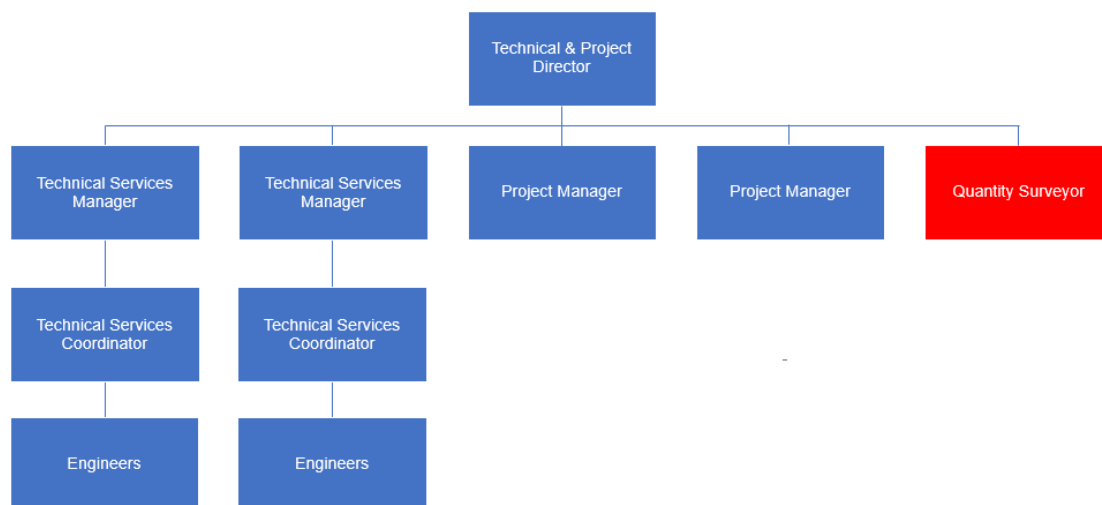 Technical & Project
Director
Technical Services
Manager
Technical Services
Manager
Project Manager
Project Manager
Quantity Surveyor
Technical Services
Coordinator
Technical Services
Coordinator
-
Engineers
Engineers